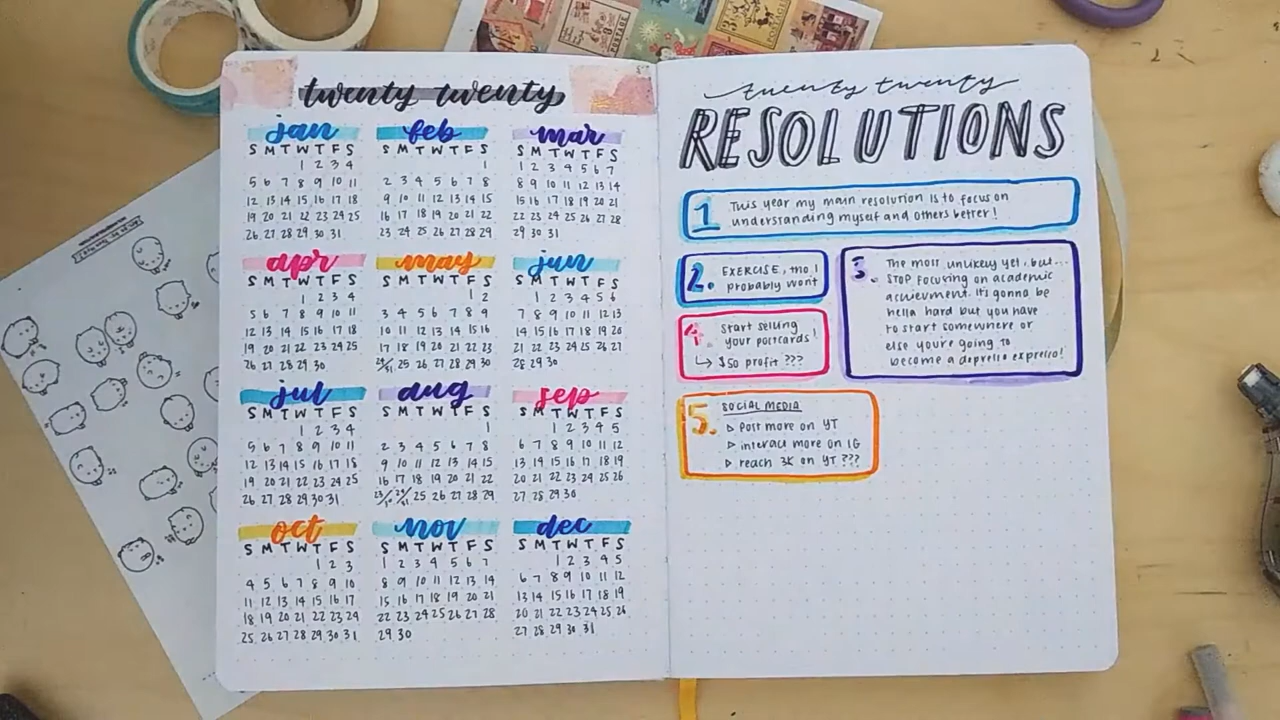 twenty twenty
jan feb mar
S M T W T F S S M T W T F S S M T W T F S
1 2 3 4 1 1 2 3 4 5 6 7
5 6 7 8 9 10 11 2 3 4 5 6 7 8 8 9 10 11 12 13 14
12 13 14 15 16 17 18 9 10 11 12 13 14 15 15 16 17 18 19 20 21
19 20 21 22 23 24 25 16 17 18 19 20 21 22 22 23 24 25 26 27 28
26 27 28 29 30 31 23 24 25 26 27 28 29 29 30 31
apr may jun
S M T W T F S S M T W T F S S M T W T F S
1 2 3 4 1 2 1 2 3 4 5 6
5 6 7 8 9 10 11 3 4 5 6 7 8 9 7 8 9 10 11 12 13
12 13 14 15 16 17 18 10 11 12 13 14 15 16 14 15 16 17 18 19 20
19 20 21 22 23 24 25 17 18 19 20 21 22 23 21 22 23 24 25 26 27
26 27 28 29 30 24/31 25 26 27 28 29 30 28 29 30
jul aug sep
S M T W T F S S M T W T F S S M T W T F S
1 2 3 4 1 1 2 3 4 5
5 6 7 8 9 10 11 2 3 4 5 6 7 8 6 7 8 9 10 11 12
12 13 14 15 16 17 18 9 10 11 12 13 14 15 13 14 15 16 17 18 19
19 20 21 22 23 24 25 16 17 18 19 20 21 22 20 21 22 23 24 25 26
26 27 28 29 30 31 25 26 27 28 29 27 28 29 30
oct nov dec
S M T W T F S S M T W T F S S M T W T F S
1 2 3 1 2 3 4 5 6 7 1 2 3 4 5
4 5 6 7 8 9 10 8 9 10 11 12 13 14 6 7 8 9 10 11 12
11 12 13 14 15 16 17 15 16 17 18 19 20 21 13 14 15 16 17 18 19
18 19 20 21 22 23 24 22 23 24 25 26 27 28 20 21 22 23 24 25 26
25 26 27 28 29 30 31 29 30 27 28 29 30 31
twenty twenty
RESOLUTIONS
1 This year my main resolution is to focus on
understanding myself and others better!
2. EXERCISE, tho I
probably wont
3. The most unlikely yet, but...
STOP focusing on academic
achievment. It's gonna be
hella hard but you have
to start somewhere or
else you're going to
become a depresso expresso!
4. Start selling
your postcards!
↳ $50 profit ???
5. SOCIAL MEDIA
▷ Post more on YT
▷ interact more on IG
▷ reach 3K on YT ???
POSTAGE